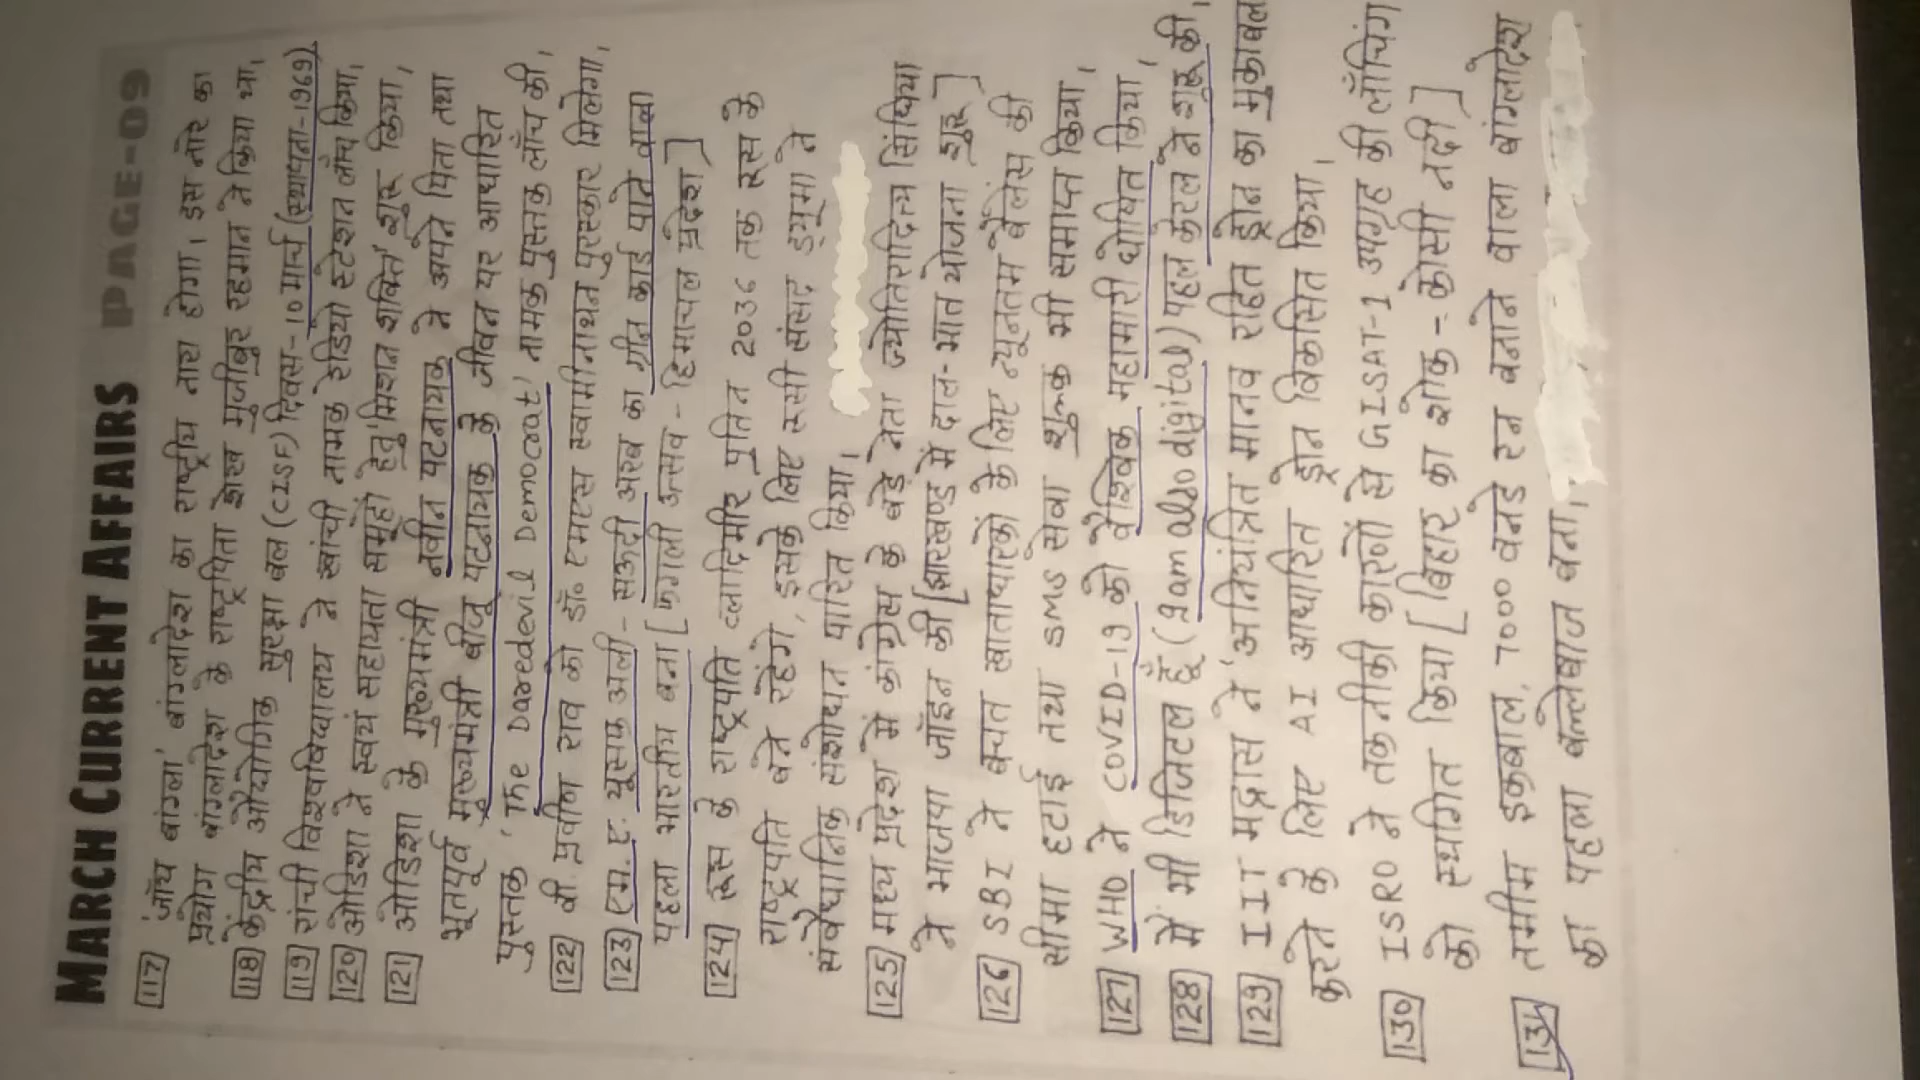 MARCH CURRENT AFFAIRS PAGE-09
117 'जॉय बांग्ला' बांग्लादेश का राष्ट्रीय नारा होगा। इस नारे का
प्रयोग बंग्लादेश के राष्ट्रपिता शेख मुजीबुर रहमान ने किया था।
118 केंद्रीय औद्योगिक सुरक्षा बल (CISF) दिवस - 10 मार्च (स्थापना-1969)
119 रांची विश्वविद्यालय ने खांची नामक रेडियो स्टेशन लाँच किया।
120 ओडिशा ने स्वयं सहायता समूहों हेतु 'मिशन शक्ति' शुरू किया।
121 ओडिशा के मुख्यमंत्री नवीन पटनायक ने अपने पिता तथा
भूतपूर्व मुख्यमंत्री बीजू पटनायक के जीवन पर आधारित
पुस्तक 'The Daredevil Democrat' नामक पुस्तक लाँच की।
122 वी. प्रवीण राव को डॉ॰ एमएस स्वामीनाथन पुरस्कार मिलेगा।
123 एम. ए. यूसुफ अली - सऊदी अरब का ग्रीन कार्ड पाने वाला
पहला भारतीय बना [फागली उत्सव - हिमाचल प्रदेश]
124 रूस के राष्ट्रपति व्लादिमीर पुतिन 2036 तक रूस के
राष्ट्रपति बने रहेंगे, इसके लिए रूसी संसद ड्यूमा ने
संवैधानिक संशोधन पारित किया।
125 मध्य प्रदेश में कांग्रेस के बड़े नेता ज्योतिरादित्य सिंधिया
ने भाजपा जॉइन की [झारखण्ड में दाल-भात योजना शुरू]
126 SBI ने बचत खाताधारकों के लिए न्यूनतम बैलेंस की
सीमा हटाई तथा SMS सेवा शुल्क भी समाप्त किया।
127 WHO ने COVID-19 को वैश्विक महामारी घोषित किया।
128 मैं भी डिजिटल हूँ (I am also digital) पहल केरल ने शुरू की।
129 IIT मद्रास ने 'अनियंत्रित मानव रहित ड्रोन का मुकाबल
करने के लिए AI आधारित ड्रोन विकसित किया।
130 ISRO ने तकनीकी कारणों से GISAT-1 उपग्रह की लाँचिंग
को स्थगित किया [बिहार का शोक - कोसी नदी]
131 तमीम इकबाल, 7000 वनडे रन बनाने वाला बांग्लादेश
का पहला बल्लेबाज बना।